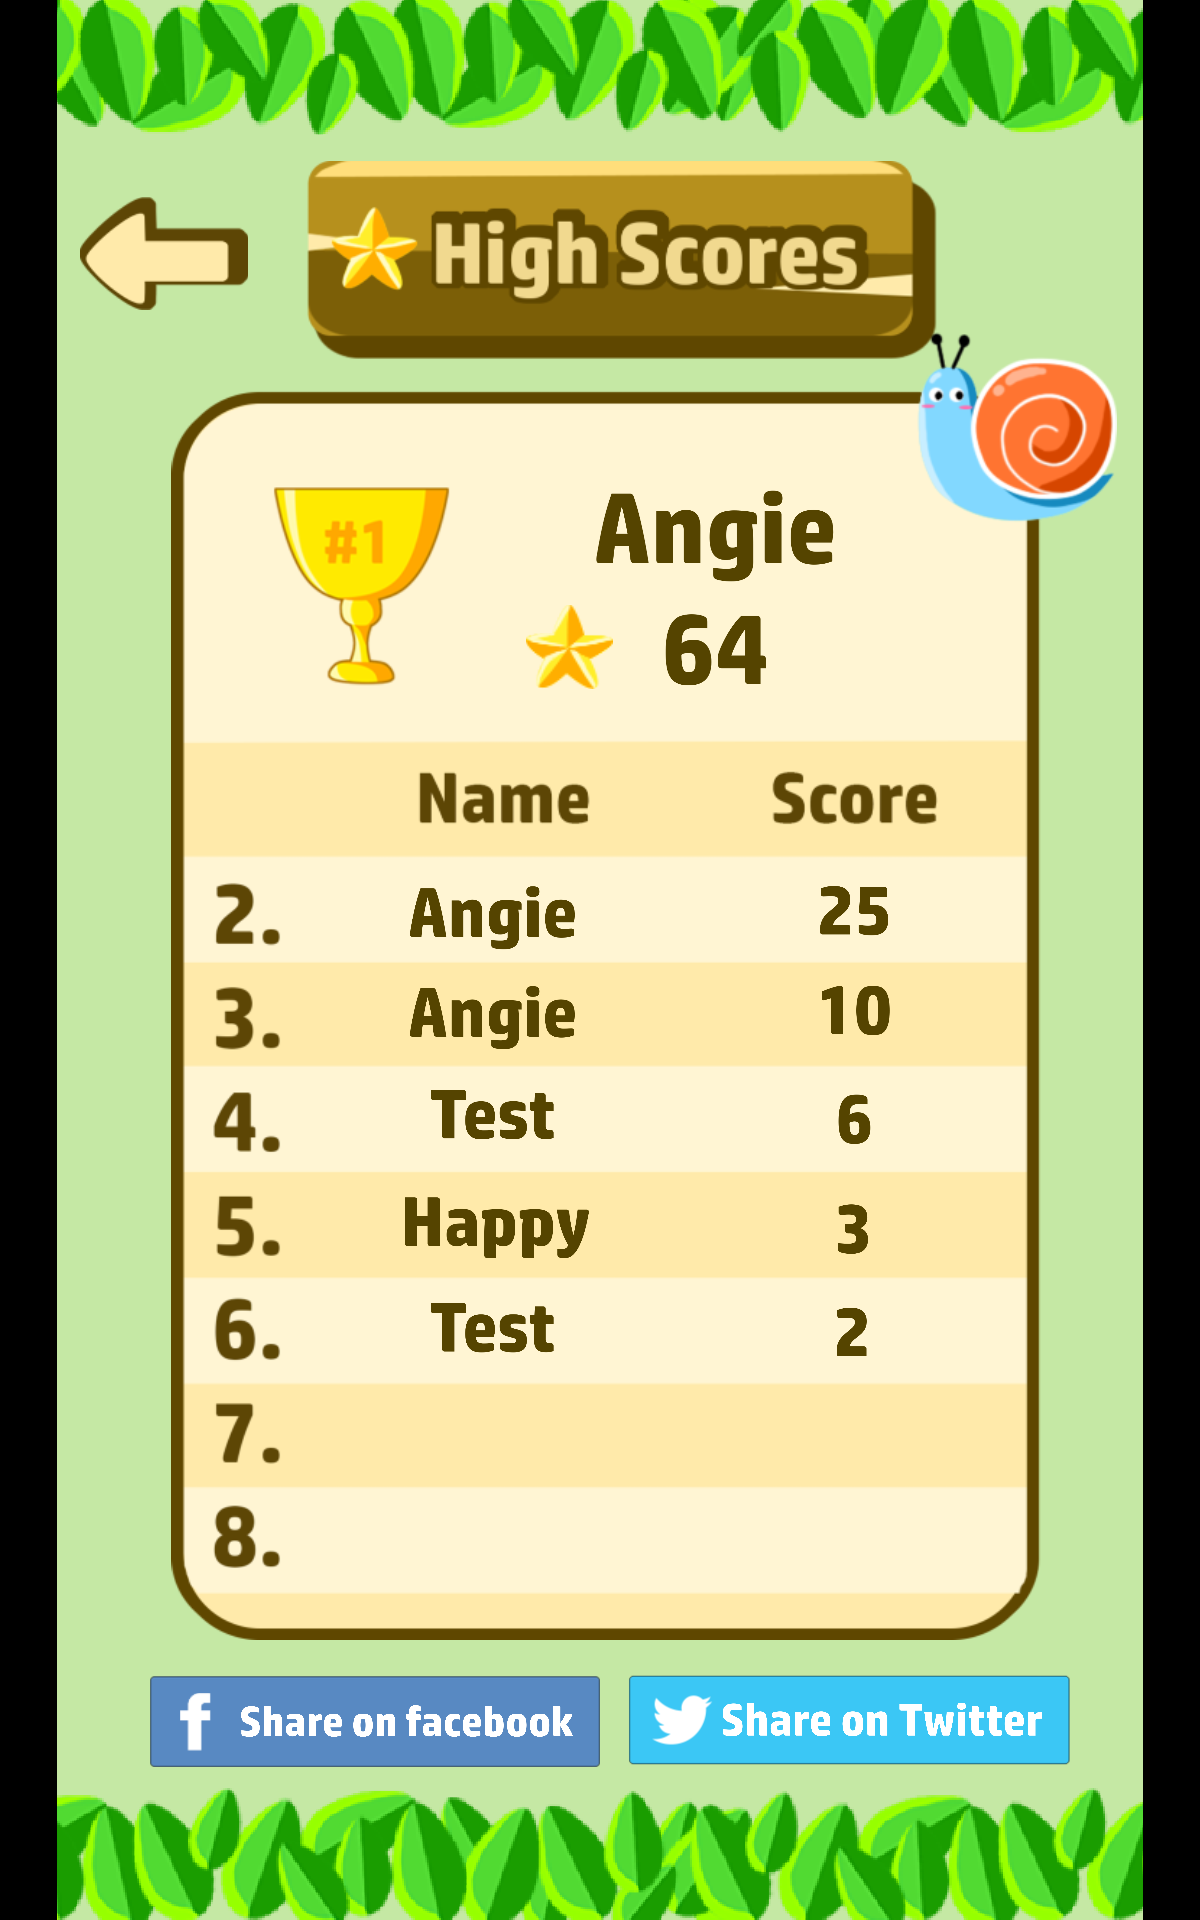 High Scores
#1
Angie
64
Name Score
2. Angie 25
3. Angie 10
4. Test 6
5. Happy 3
6. Test 2
7.
8.
Share on facebook
Share on Twitter